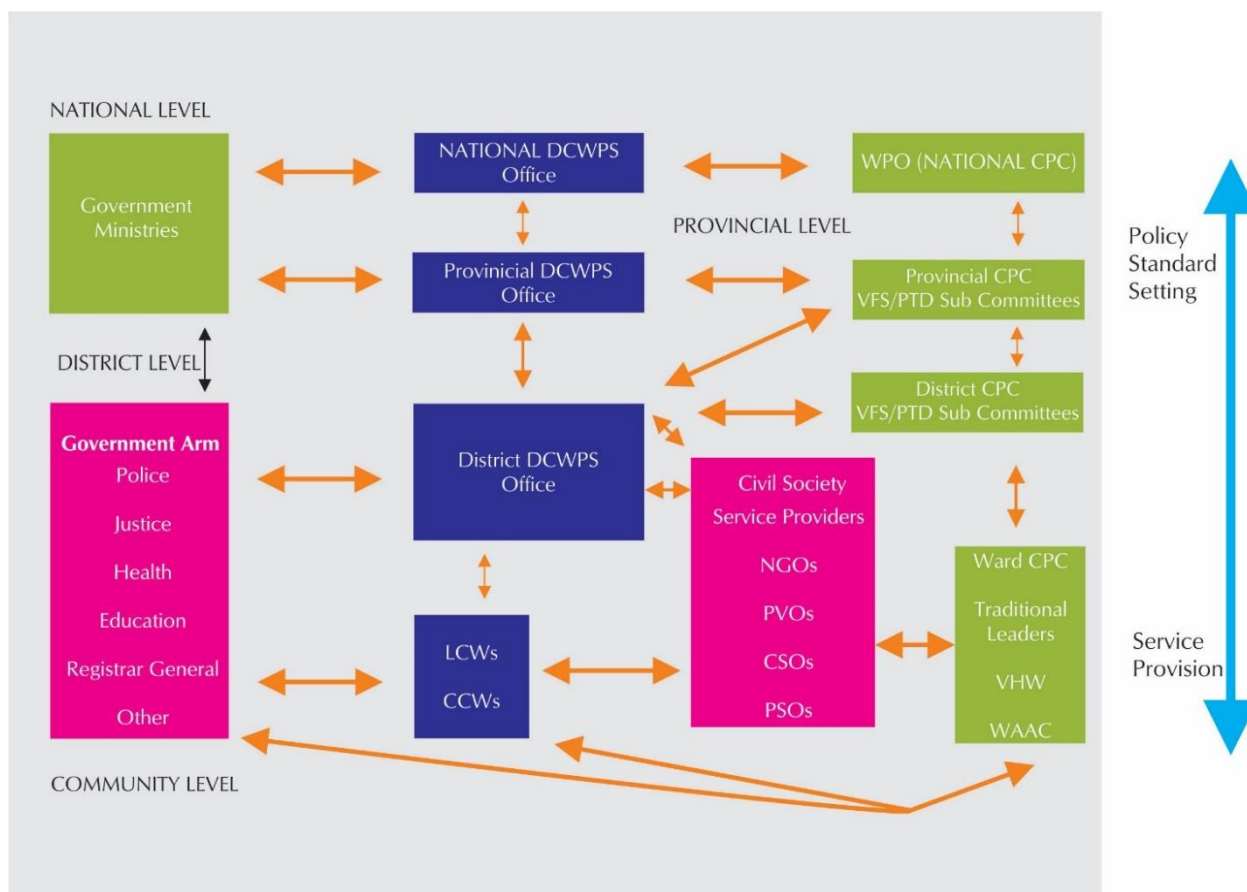 NATIONAL LEVEL
Government
Ministries
NATIONAL DCWPS
Office
WPO (NATIONAL CPC)
PROVINCIAL LEVEL
Provinicial DCWPS
Office
Provincial CPC
VFS/PTD Sub Committees
Policy
Standard
Setting
DISTRICT LEVEL
District CPC
VFS/PTD Sub Committees
Government Arm
Police
Justice
Health
Education
Registrar General
Other
District DCWPS
Office
Civil Society
Service Providers
NGOs
PVOs
CSOs
PSOs
LCWs
CCWs
Ward CPC
Traditional
Leaders
VHW
WAAC
Service
Provision
COMMUNITY LEVEL